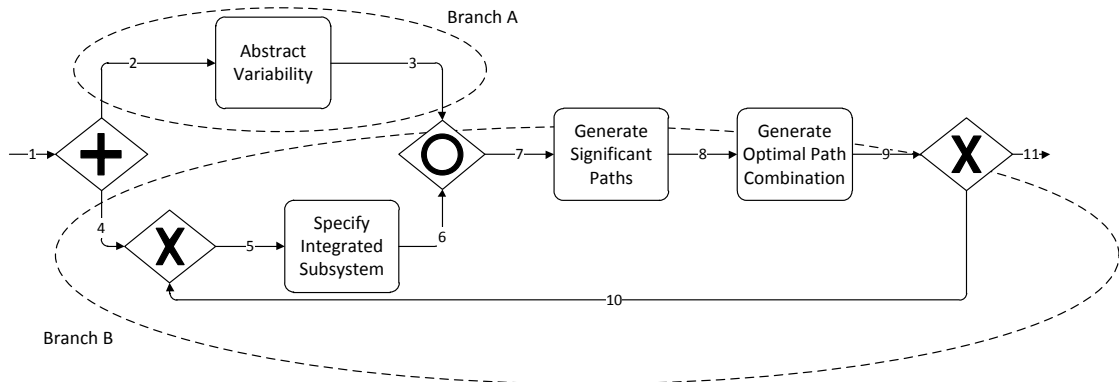 Branch A
2
Abstract
Variability
3
1
7
Generate
Significant
Paths
8
Generate
Optimal Path
Combination
9
X
11
4
X
5
Specify
Integrated
Subsystem
6
10
Branch B